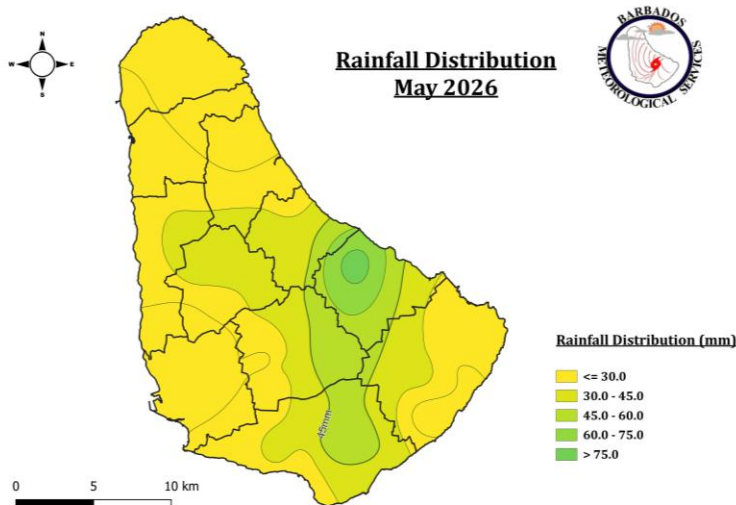 Rainfall Distribution
May 2026
BARBADOS
METEOROLOGICAL SERVICES
N
W
E
S
45mm
Rainfall Distribution (mm)
<= 30.0
30.0 - 45.0
45.0 - 60.0
60.0 - 75.0
> 75.0
0 5 10 km